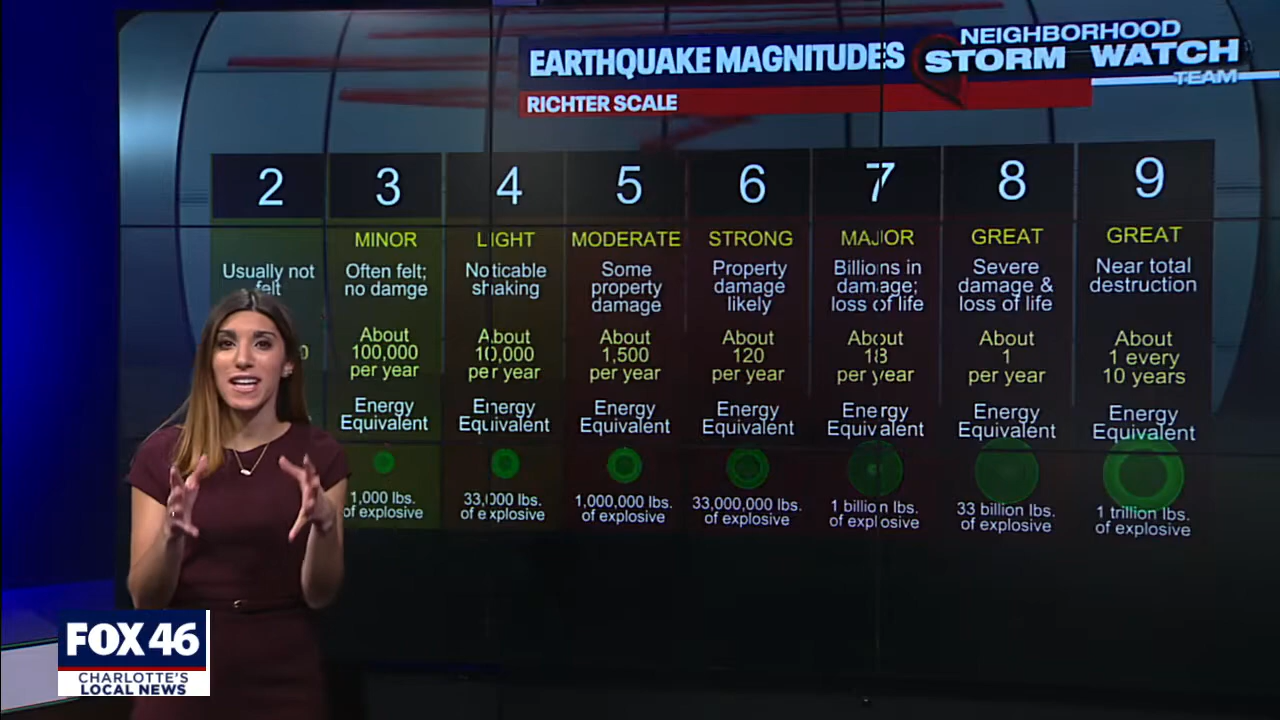 EARTHQUAKE MAGNITUDES
RICHTER SCALE
NEIGHBORHOOD
STORM WATCH
TEAM
2
Usually not
felt
3
MINOR
Often felt;
no damge
About
100,000
per year
Energy
Equivalent
1,000 lbs.
of explosive
4
LIGHT
Noticable
shaking
About
10,000
per year
Energy
Equivalent
33,000 lbs.
of explosive
5
MODERATE
Some
property
damage
About
1,500
per year
Energy
Equivalent
1,000,000 lbs.
of explosive
6
STRONG
Property
damage
likely
About
120
per year
Energy
Equivalent
33,000,000 lbs.
of explosive
7
MAJOR
Billions in
damage;
loss of life
About
18
per year
Energy
Equivalent
1 billion lbs.
of explosive
8
GREAT
Severe
damage &
loss of life
About
1
per year
Energy
Equivalent
33 billion lbs.
of explosive
9
GREAT
Near total
destruction
About
1 every
10 years
Energy
Equivalent
1 trillion lbs.
of explosive
FOX 46
CHARLOTTE'S
LOCAL NEWS